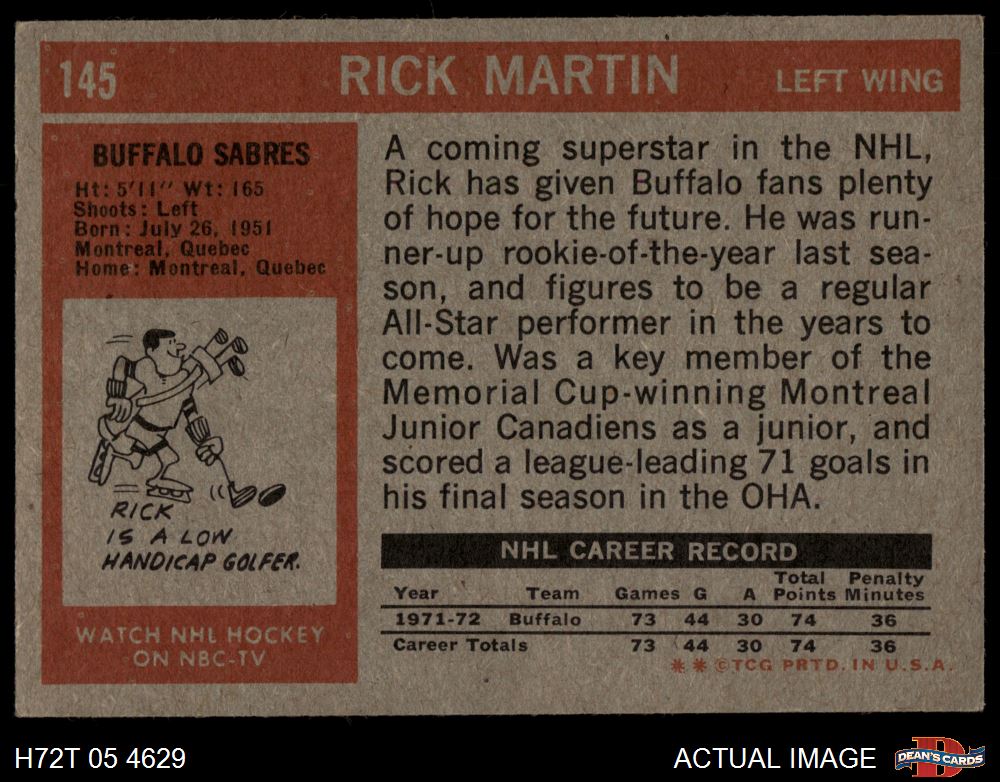 145 RICK MARTIN LEFT WING
BUFFALO SABRES
Ht: 5'11" Wt: 165
Shoots: Left
Born: July 26, 1951
Montreal, Quebec
Home: Montreal, Quebec
RICK
IS A LOW
HANDICAP GOLFER.
WATCH NHL HOCKEY
ON NBC-TV
A coming superstar in the NHL,
Rick has given Buffalo fans plenty
of hope for the future. He was run-
ner-up rookie-of-the-year last sea-
son, and figures to be a regular
All-Star performer in the years to
come. Was a key member of the
Memorial Cup-winning Montreal
Junior Canadiens as a junior, and
scored a league-leading 71 goals in
his final season in the OHA.
NHL CAREER RECORD
Year Team Games G A Total Points Penalty Minutes
1971-72 Buffalo 73 44 30 74 36
Career Totals 73 44 30 74 36
* * ©TCG PRTD. IN U.S.A.
H72T 05 4629
ACTUAL IMAGE
D
DEAN'S CARDS